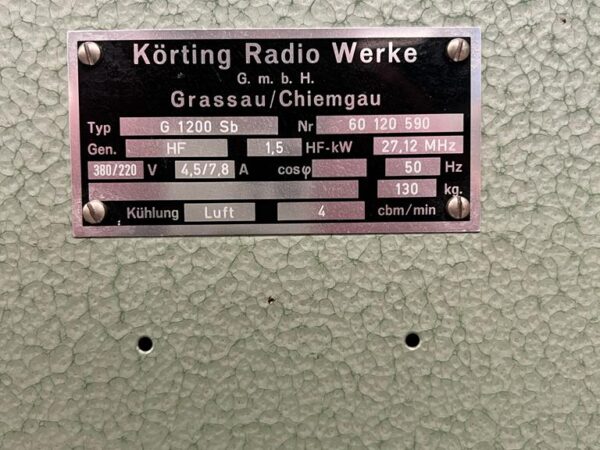 Körting Radio Werke
G. m. b. H.
Grassau/Chiemgau
Typ G 1200 Sb Nr 60 120 590
Gen. HF 1,5 HF-kW 27,12 MHz
380/220 V 4,5/7,8 A cosφ 50 Hz
130 kg.
Kühlung Luft 4 cbm/min